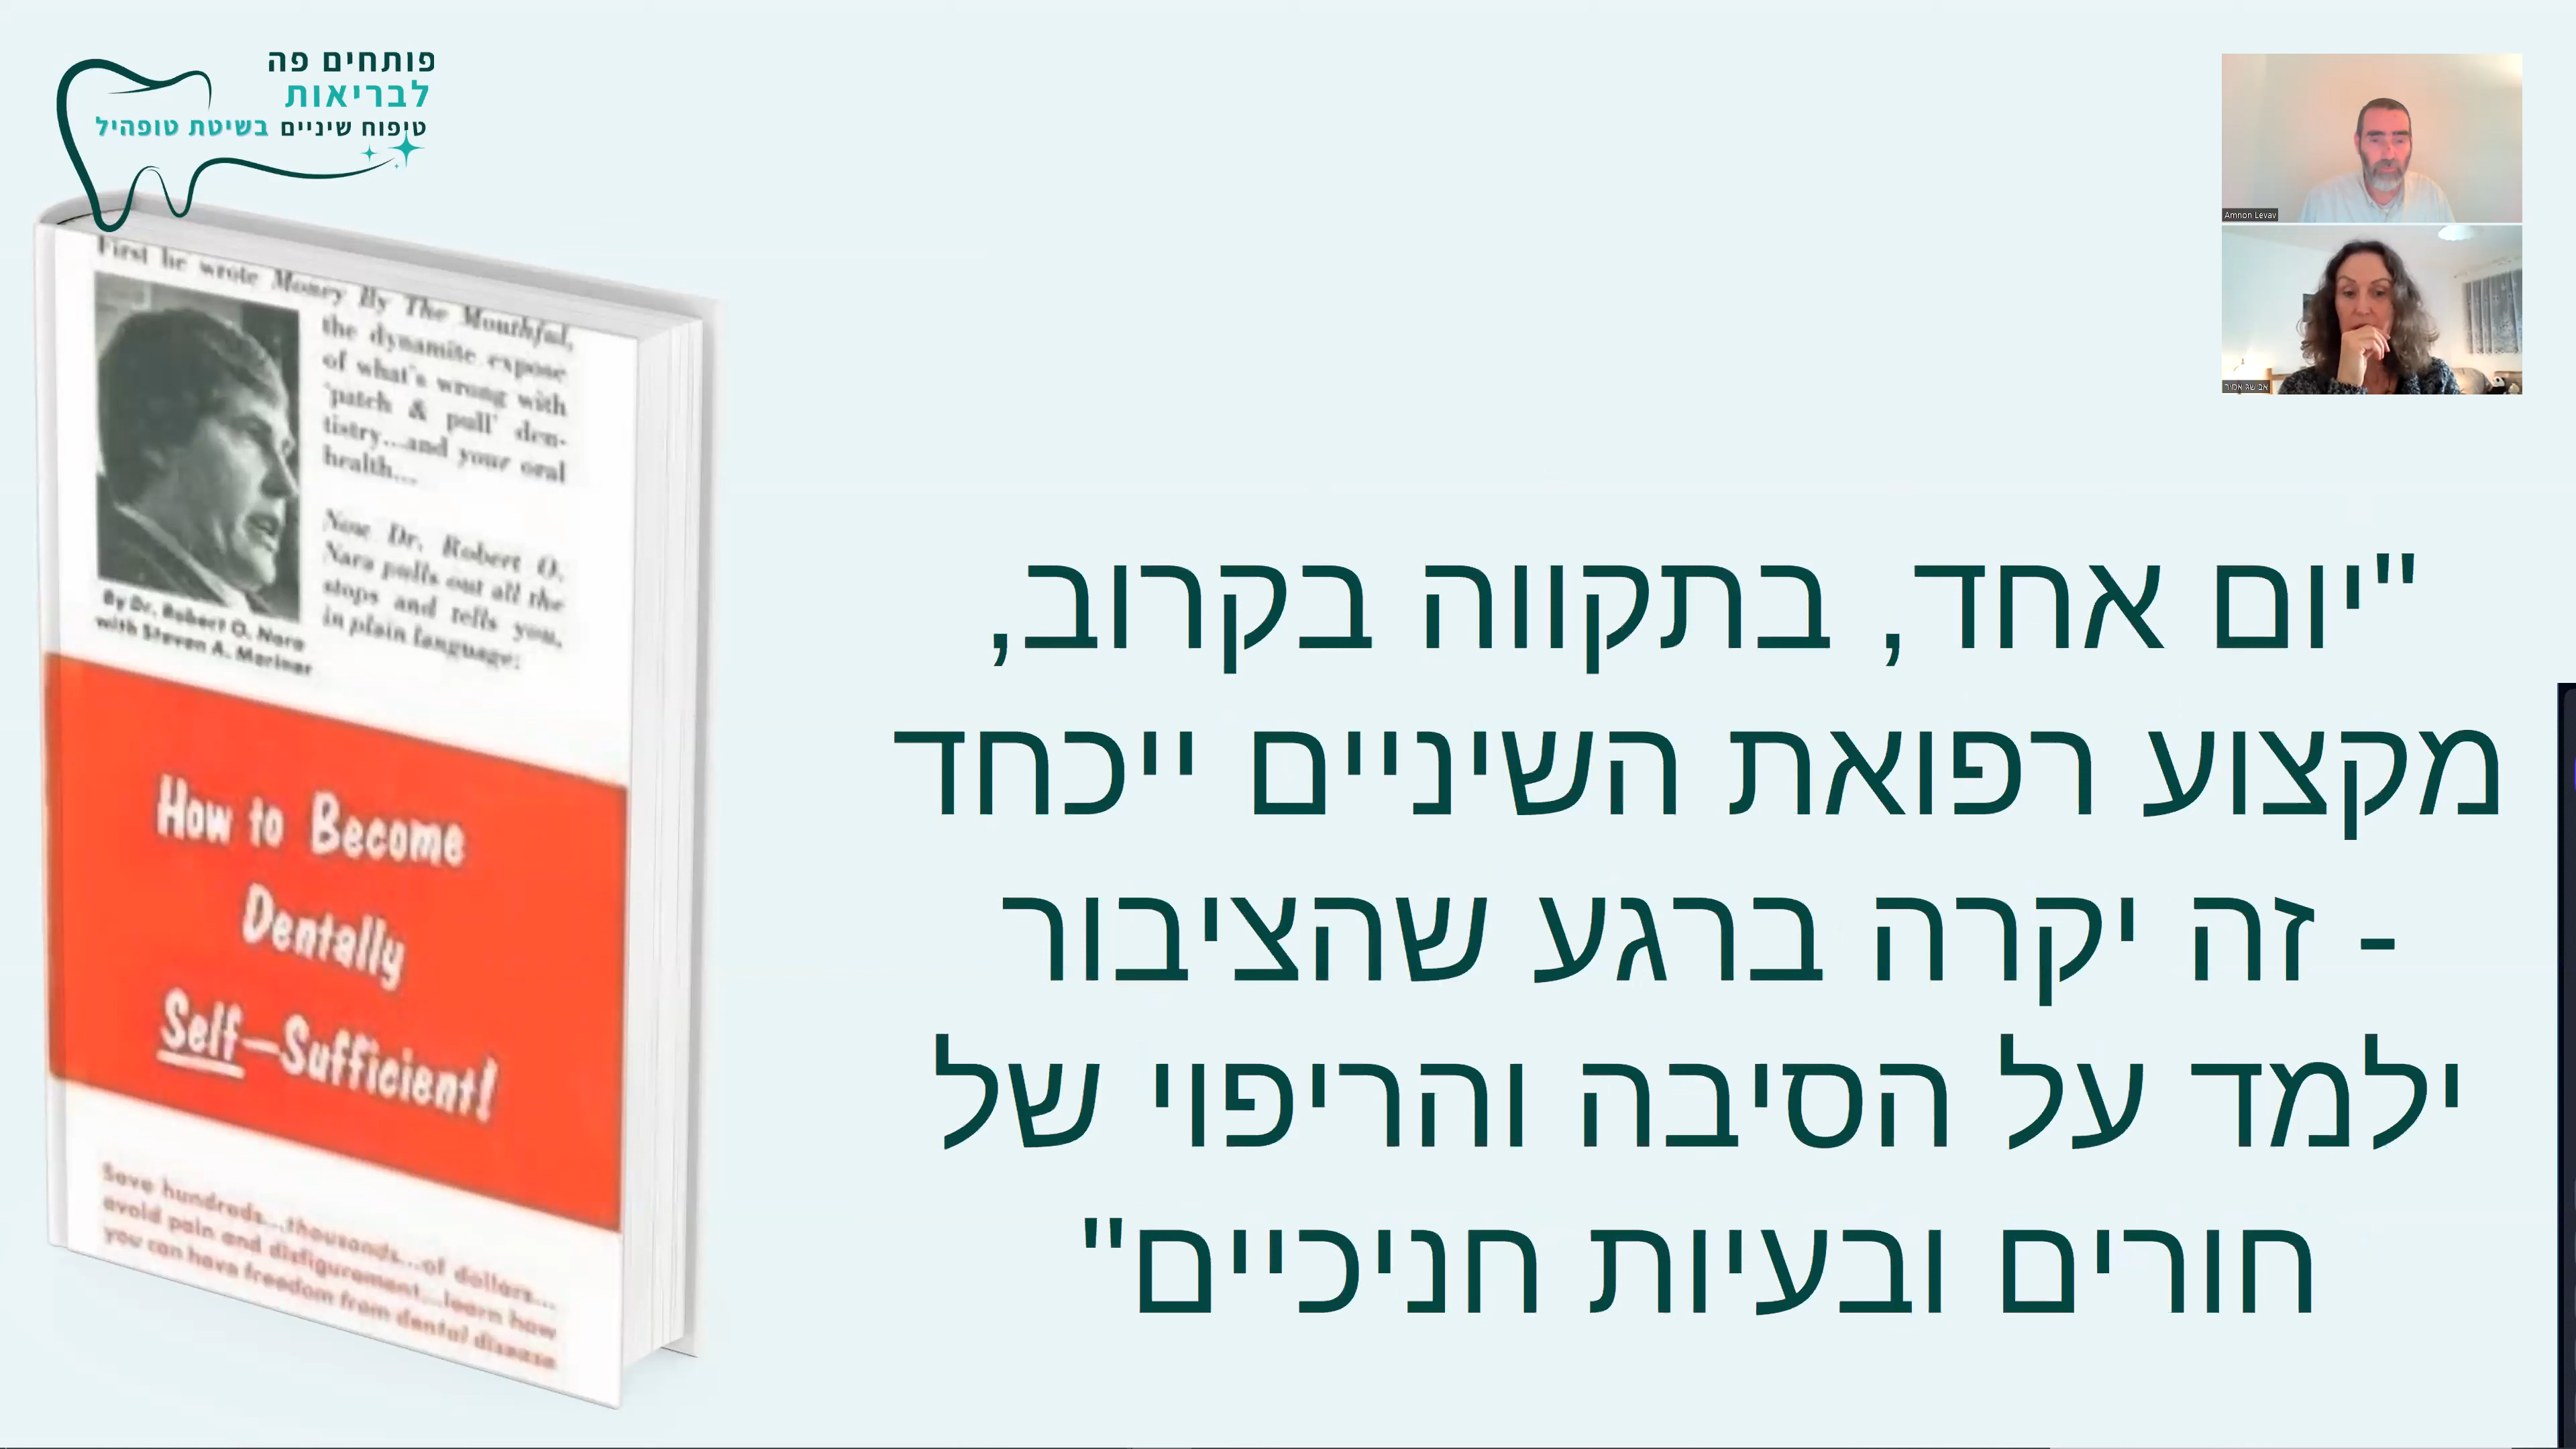 פותחים פה
לבריאות
טיפוח שיניים בשיטת טופהיל
Amnon Levav
אבישג אמור
First he wrote Money By The Mouthful,
the dynamite expose
of what's wrong with
'patch & pull' den-
tistry...and your oral
health...
Now Dr. Robert O.
Nara pulls out all the
stops and tells you,
in plain language:
By Dr. Robert O. Nara
with Steven A. Mariner
How to Become
Dentally
Self—Sufficient!
Save hundreds...thousands...of dollars...
avoid pain and disfigurement...learn how
you can have freedom from dental disease
"יום אחד, בתקווה בקרוב,
מקצוע רפואת השיניים ייכחד
- זה יקרה ברגע שהציבור
ילמד על הסיבה והריפוי של
חורים ובעיות חניכיים"